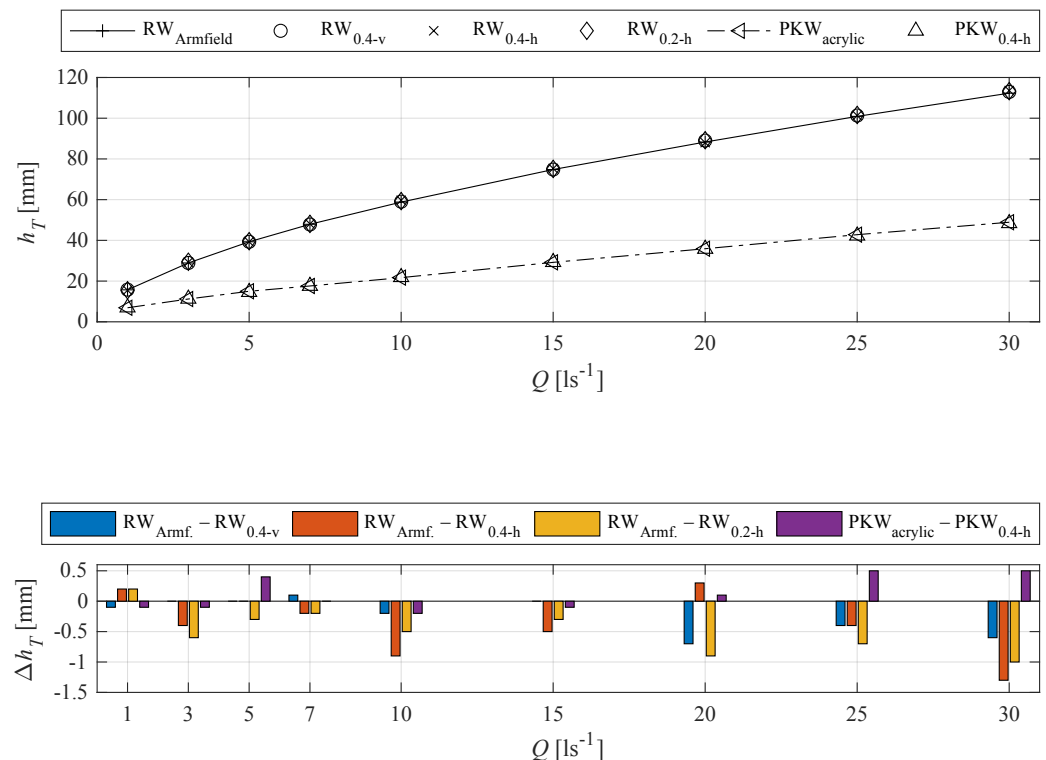 RW_Armfield RW_0.4-v RW_0.4-h RW_0.2-h PKW_acrylic PKW_0.4-h
120
100
80
60
40
20
0
h_T [mm]
0 5 10 15 20 25 30
Q [ls^-1]
RW_Armf. – RW_0.4-v RW_Armf. – RW_0.4-h RW_Armf. – RW_0.2-h PKW_acrylic – PKW_0.4-h
0.5
0
-0.5
-1
-1.5
Δh_T [mm]
1 3 5 7 10 15 20 25 30
Q [ls^-1]